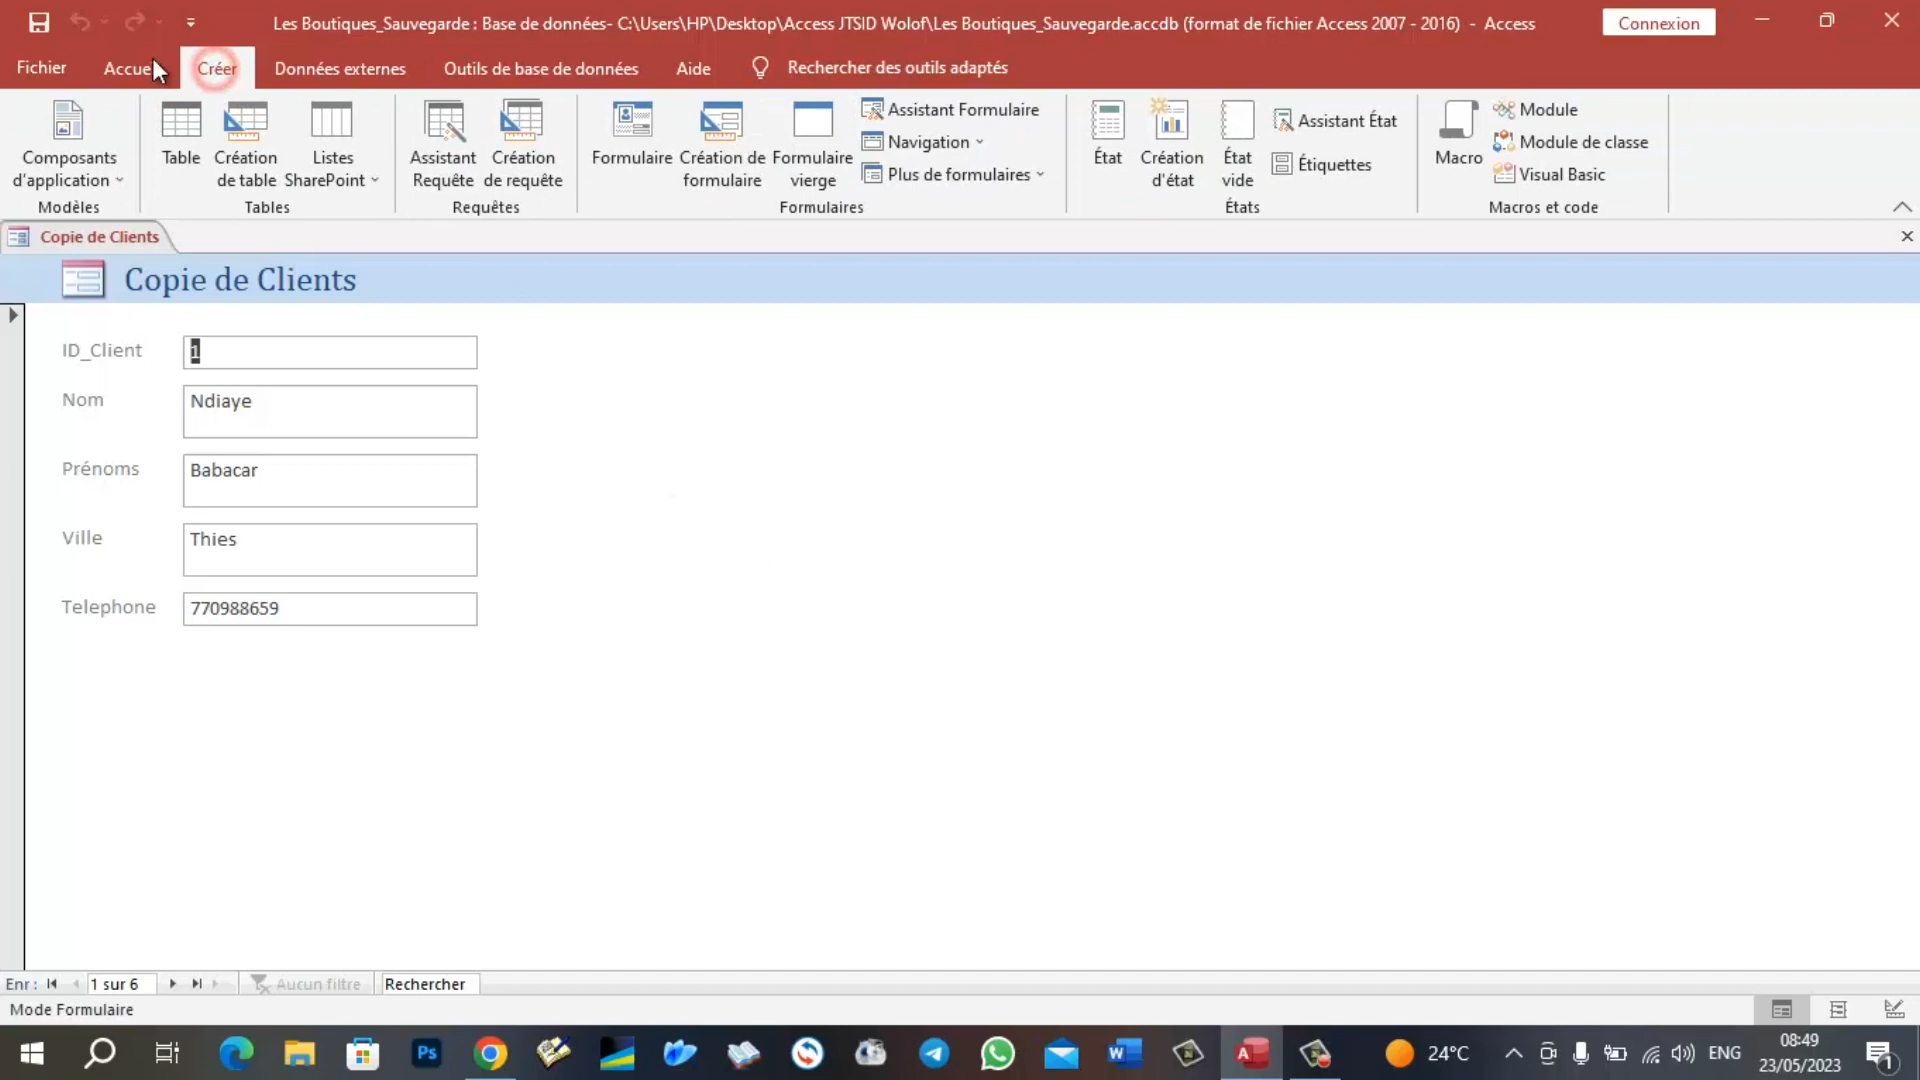 Les Boutiques_Sauvegarde : Base de données- C:\Users\HP\Desktop\Access JTSID Wolof\Les Boutiques_Sauvegarde.accdb (format de fichier Access 2007 - 2016) - Access
Connexion
Fichier
Créer
Données externes
Outils de base de données
Aide
Rechercher des outils adaptés
Composants
d'application
Table
Création
de table
Listes
SharePoint
Assistant
Requête
Création
de requête
Formulaire
Création de
formulaire
Formulaire
vierge
Assistant Formulaire
Navigation
Plus de formulaires
État
Création
d'état
État
vide
Assistant État
Étiquettes
Macro
Module
Module de classe
Visual Basic
Modèles
Tables
Requêtes
Formulaires
États
Macros et code
Copie de Clients
Copie de Clients
ID_Client 1
Nom Ndiaye
Prénoms Babacar
Ville Thies
Telephone 770988659
Enr : 1 sur 6 Aucun filtre Rechercher
Mode Formulaire
Ps
24°C
ENG
08:49
23/05/2023
1